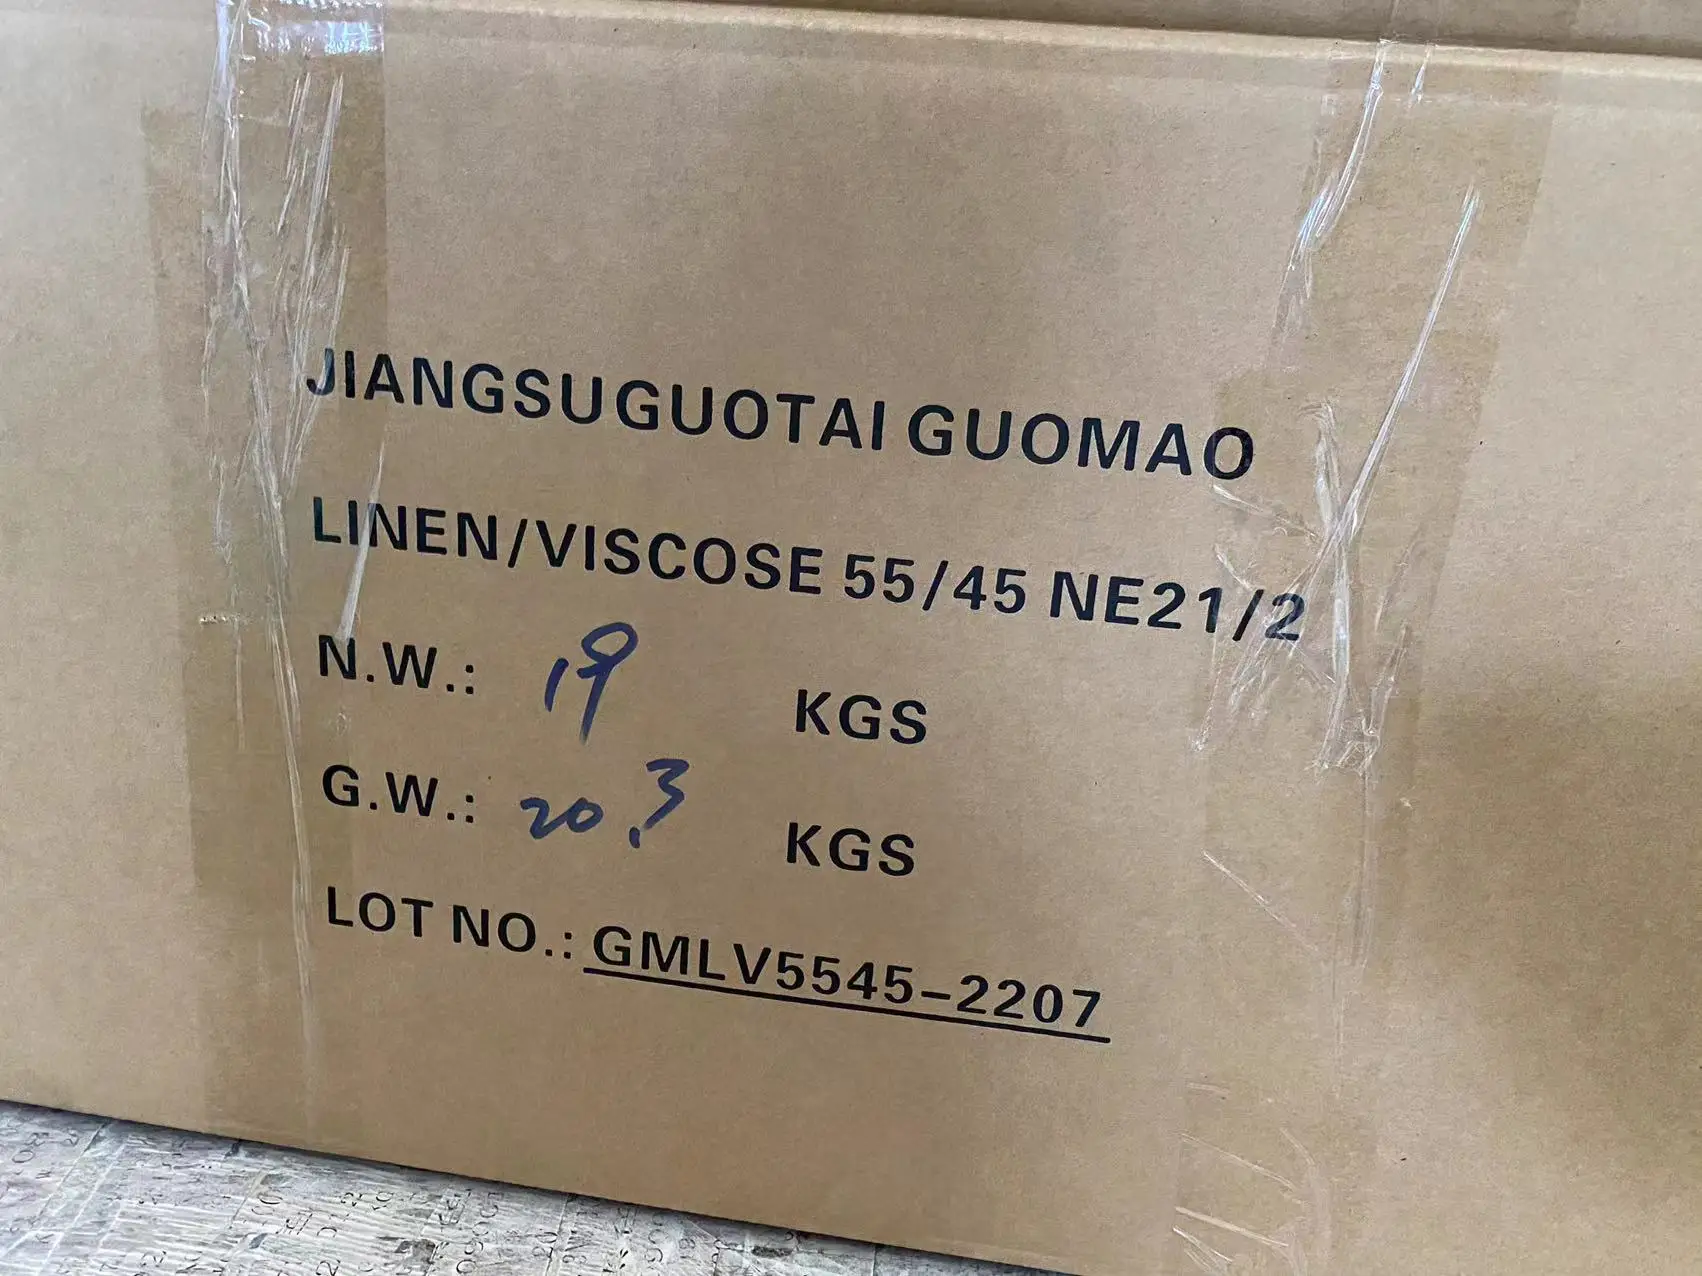 JIANGSUGUOTAI GUOMAO
LINEN/VISCOSE 55/45 NE21/2
N.W.: 19 KGS
G.W.: 20.3 KGS
LOT NO.: GMLV5545-2207